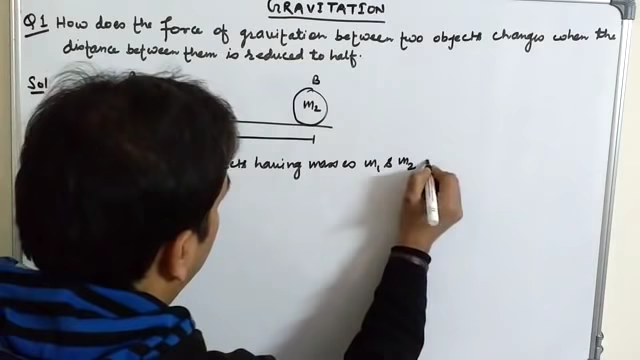 GRAVITATION
Q1 How does the force of gravitation between two objects changes when the
distance between them is reduced to half.
Sol
B
m2
cts having masses m1 & m2